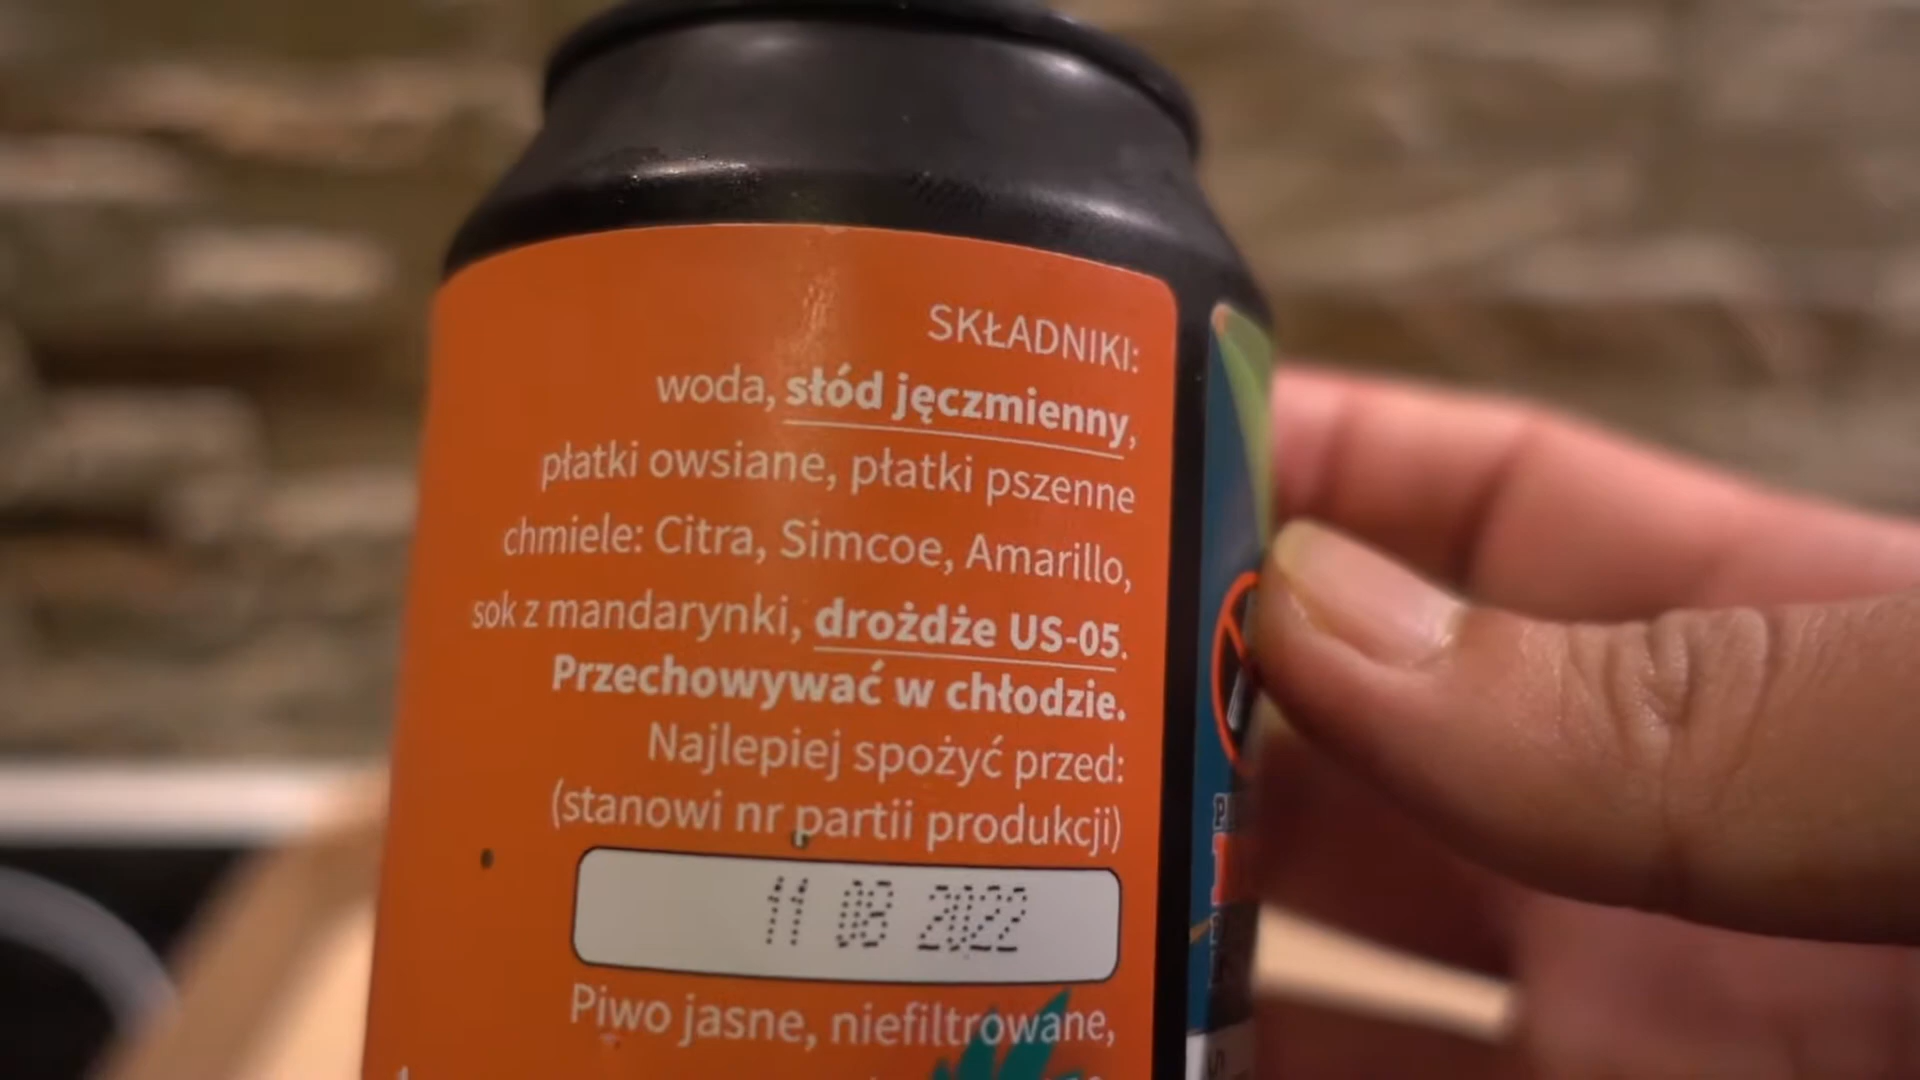 SKŁADNIKI:
woda, słód jęczmienny,
płatki owsiane, płatki pszenne
chmiele: Citra, Simcoe, Amarillo,
sok z mandarynki, drożdże US-05.
Przechowywać w chłodzie.
Najlepiej spożyć przed:
(stanowi nr partii produkcji)
11 08 2022
Piwo jasne, niefiltrowane,